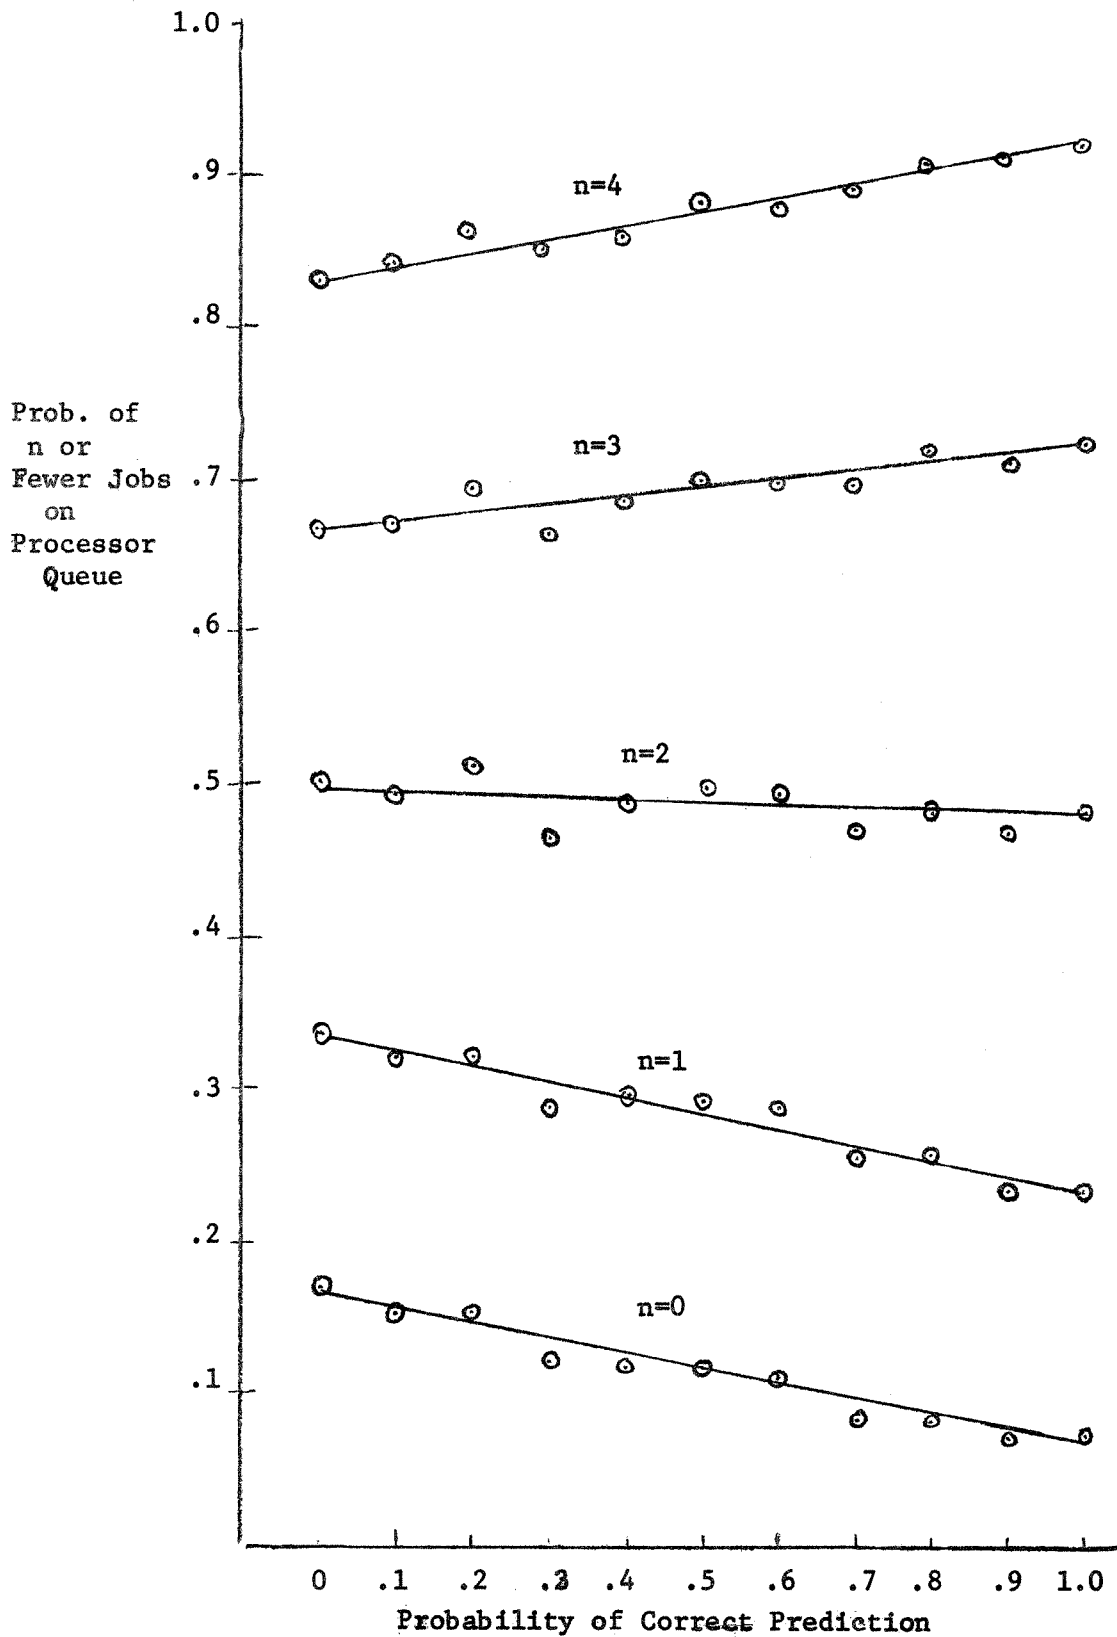 1.0
.9
n=4
.8
Prob. of
n or
Fewer Jobs
on
Processor
Queue
n=3
.7
.6
n=2
.5
.4
n=1
.3
.2
n=0
.1
0 .1 .2 .3 .4 .5 .6 .7 .8 .9 1.0
Probability of Correct Prediction